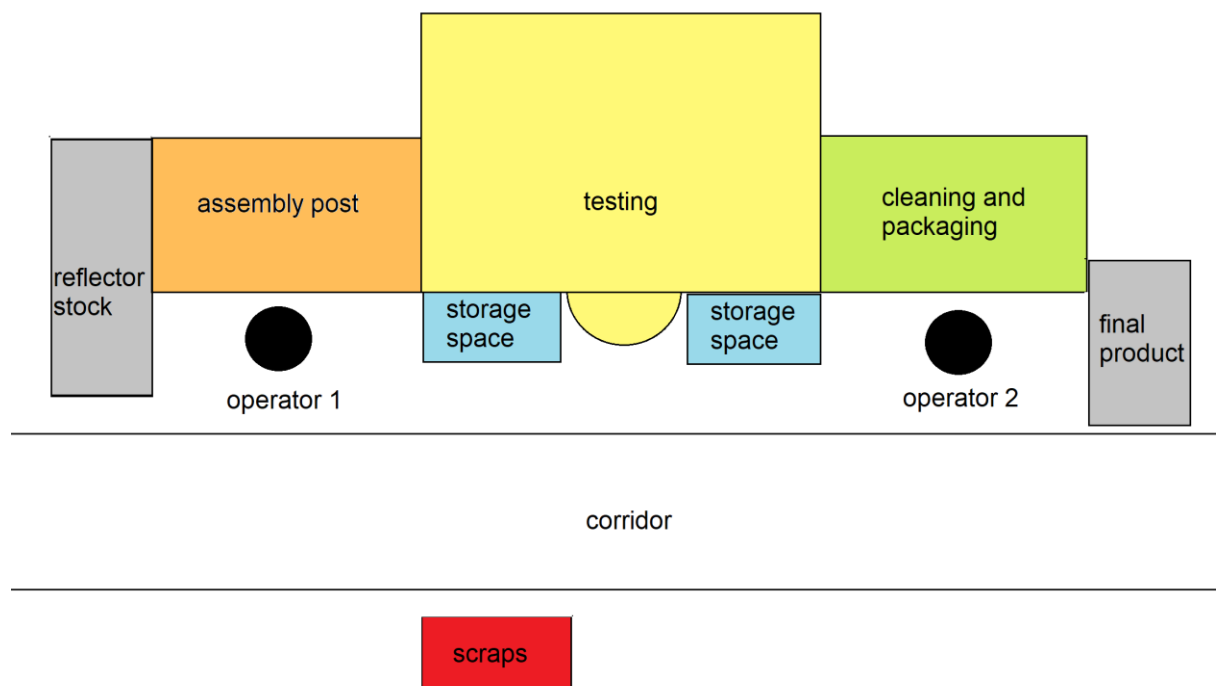 assembly post
testing
cleaning and
packaging
reflector
stock
storage
space
storage
space
final
product
operator 1
operator 2
corridor
scraps